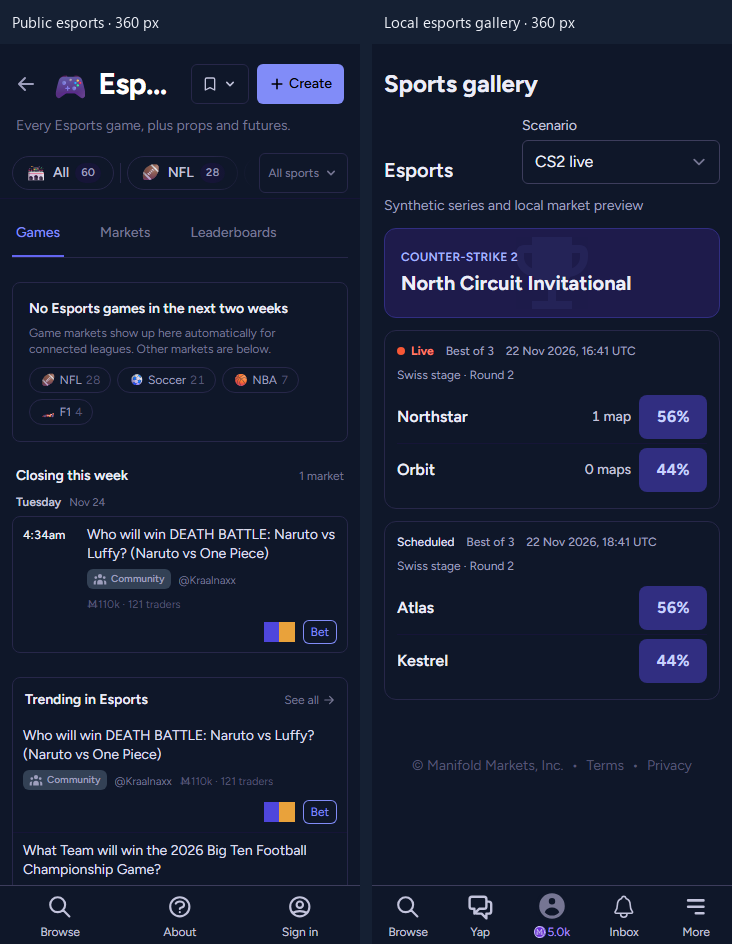 Public esports · 360 px
Esp...
Create
Every Esports game, plus props and futures.
All 60
NFL 28
All sports
Games
Markets
Leaderboards
No Esports games in the next two weeks
Game markets show up here automatically for
connected leagues. Other markets are below.
NFL 28
Soccer 21
NBA 7
F1 4
Closing this week
1 market
Tuesday Nov 24
4:34am
Who will win DEATH BATTLE: Naruto vs
Luffy? (Naruto vs One Piece)
Community
@Kraalnaxx
Ṁ110k · 121 traders
Bet
Trending in Esports
See all →
Who will win DEATH BATTLE: Naruto vs Luffy?
(Naruto vs One Piece)
Community
@Kraalnaxx
Ṁ110k · 121 traders
Bet
What Team will win the 2026 Big Ten Football
Championship Game?
Browse
About
Sign in
Local esports gallery · 360 px
Sports gallery
Scenario
Esports
CS2 live
Synthetic series and local market preview
COUNTER-STRIKE 2
North Circuit Invitational
Live Best of 3 22 Nov 2026, 16:41 UTC
Swiss stage · Round 2
Northstar 1 map 56%
Orbit 0 maps 44%
Scheduled Best of 3 22 Nov 2026, 18:41 UTC
Swiss stage · Round 2
Atlas 56%
Kestrel 44%
© Manifold Markets, Inc. • Terms • Privacy
Browse
Yap
5.0k
Inbox
More